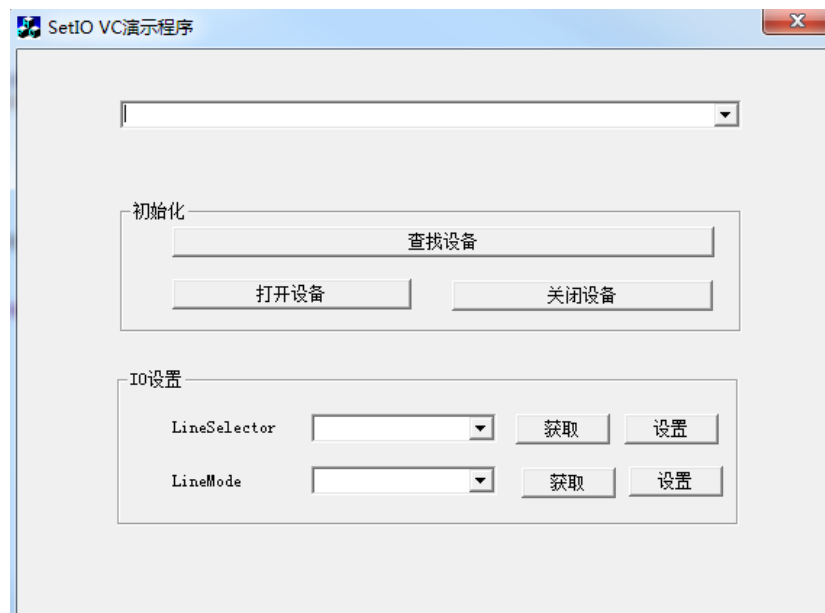 SetIO VC演示程序
初始化
查找设备
打开设备 关闭设备
IO设置
LineSelector 获取 设置
LineMode 获取 设置